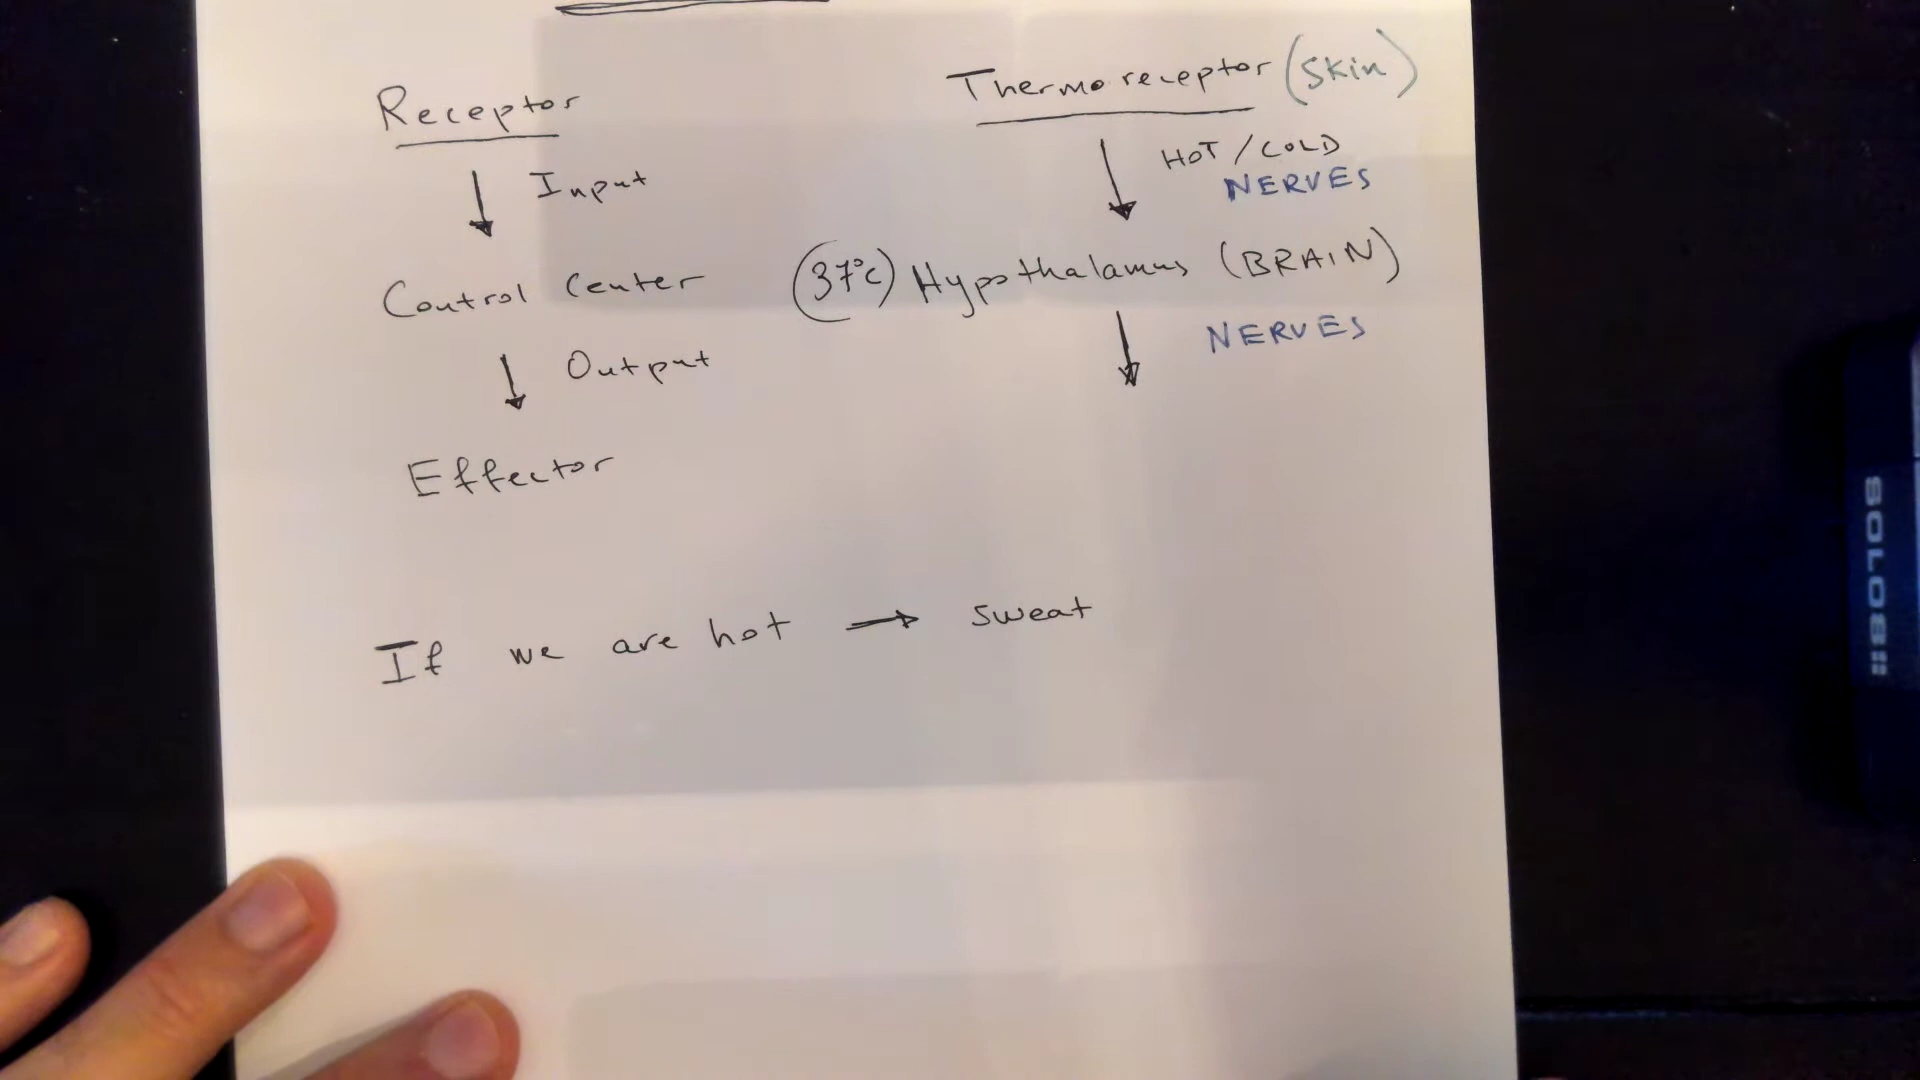 Receptor
Input
Control Center
Output
Effector
Thermoreceptor (Skin)
HOT / COLD
NERVES
(37°C) Hypothalamus (BRAIN)
NERVES
If we are hot → sweat
SOLOBIII